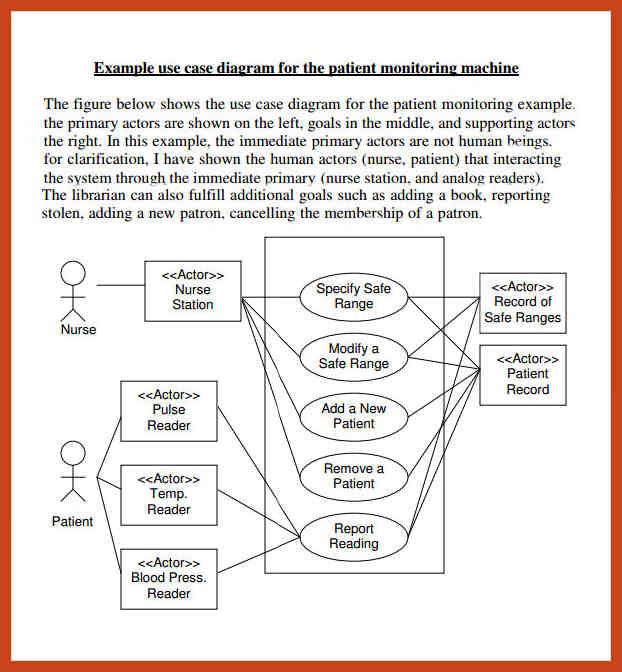 Example use case diagram for the patient monitoring machine
The figure below shows the use case diagram for the patient monitoring example.
the primary actors are shown on the left, goals in the middle, and supporting actors
the right. In this example, the immediate primary actors are not human beings.
for clarification, I have shown the human actors (nurse, patient) that interacting
the system through the immediate primary (nurse station, and analog readers).
The librarian can also fulfill additional goals such as adding a book, reporting
stolen, adding a new patron, cancelling the membership of a patron.
Nurse
<<Actor>>
Nurse
Station
Specify Safe
Range
<<Actor>>
Record of
Safe Ranges
Modify a
Safe Range
<<Actor>>
Patient
Record
<<Actor>>
Pulse
Reader
Add a New
Patient
Patient
<<Actor>>
Temp.
Reader
Remove a
Patient
Report
Reading
<<Actor>>
Blood Press.
Reader